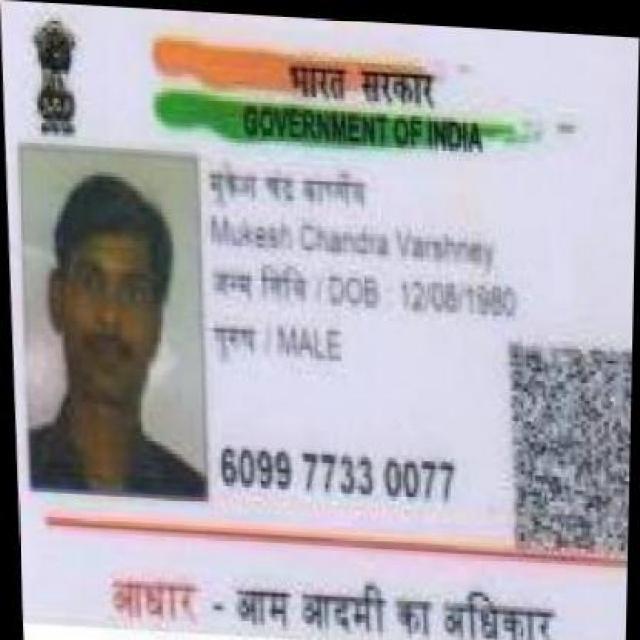 भारत सरकार
GOVERNMENT OF INDIA
मुकेश चंद
Mukesh Chandra Varshney
जन्म तिथि / DOB 12/08/1980
पुरुष / MALE
6099 7733 0077
आधार - आम आदमी का अधिकार